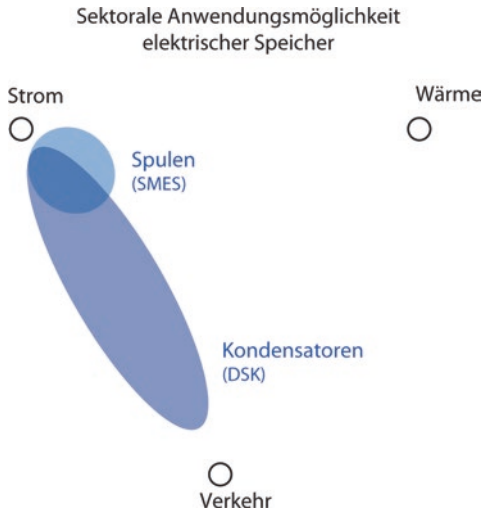 Sektorale Anwendungsmöglichkeit
elektrischer Speicher
Strom
Wärme
Spulen
(SMES)
Kondensatoren
(DSK)
Verkehr